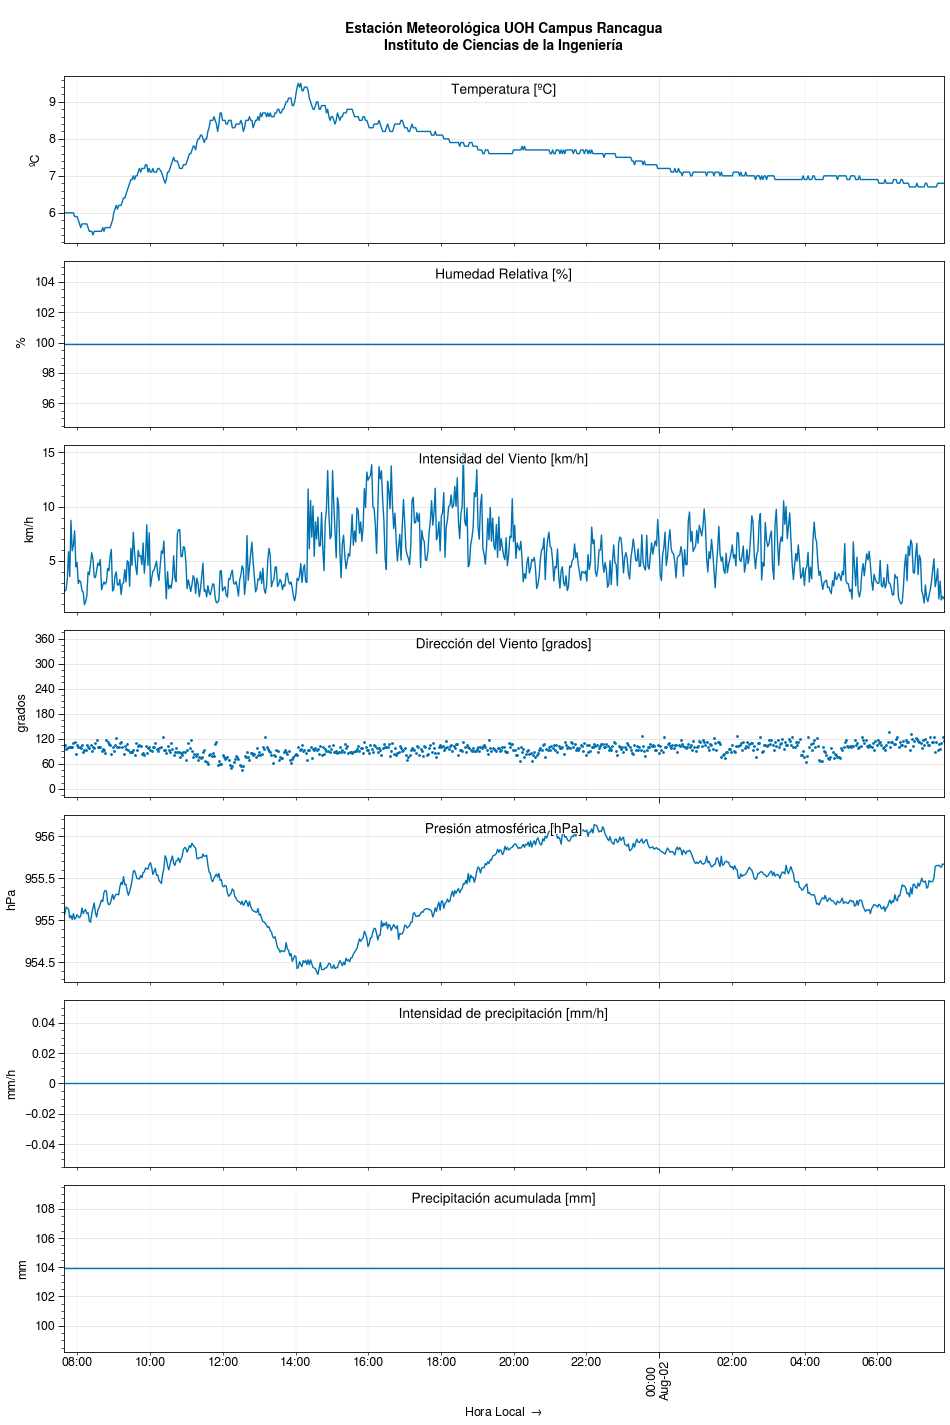 Estación Meteorológica UOH Campus Rancagua
Instituto de Ciencias de la Ingeniería
Temperatura [ºC]
9
8
7
6
ºC
Humedad Relativa [%]
104
102
100
98
96
%
Intensidad del Viento [km/h]
15
10
5
km/h
Dirección del Viento [grados]
360
300
240
180
120
60
0
grados
Presión atmosférica [hPa]
956
955.5
955
954.5
hPa
Intensidad de precipitación [mm/h]
0.04
0.02
0
−0.02
−0.04
mm/h
Precipitación acumulada [mm]
108
106
104
102
100
mm
08:00 10:00 12:00 14:00 16:00 18:00 20:00 22:00 00:00 02:00 04:00 06:00
Aug-02
Hora Local →